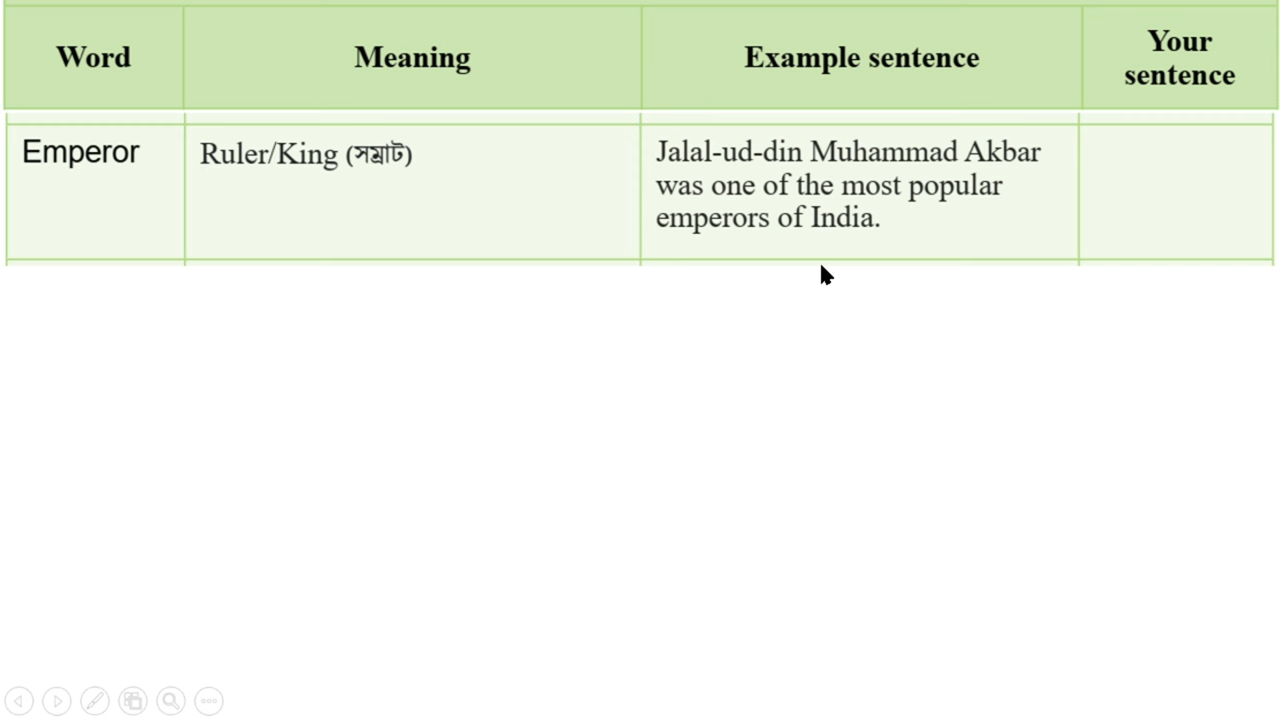 Word
Meaning
Example sentence
Your
sentence
Emperor
Ruler/King (সম্রাট)
Jalal-ud-din Muhammad Akbar
was one of the most popular
emperors of India.